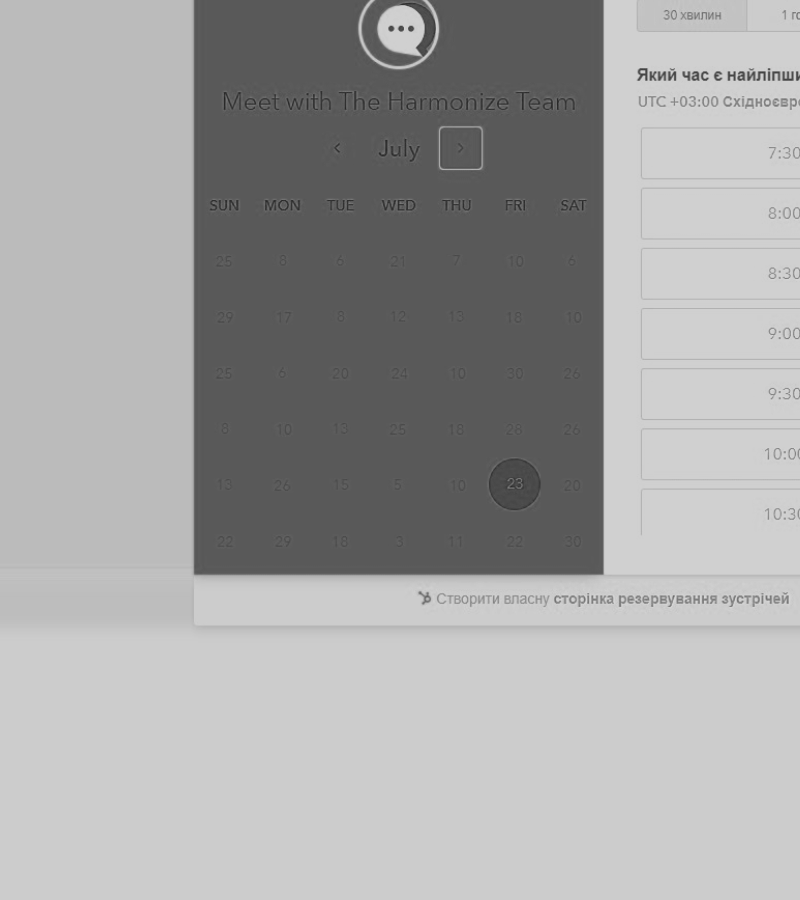 Meet with The Harmonize Team
July
SUN MON TUE WED THU FRI SAT
25 8 6 21 7 10 6
29 17 8 12 13 18 10
25 6 20 24 10 30 26
8 10 13 25 18 28 26
13 26 15 5 10 23 20
22 29 18 3 11 22 30
30 хвилин
1 го
Який час є найліпши
UTC +03:00 Східноєвро
7:30
8:00
8:30
9:00
9:30
10:00
10:30
Створити власну сторінка резервування зустрічей